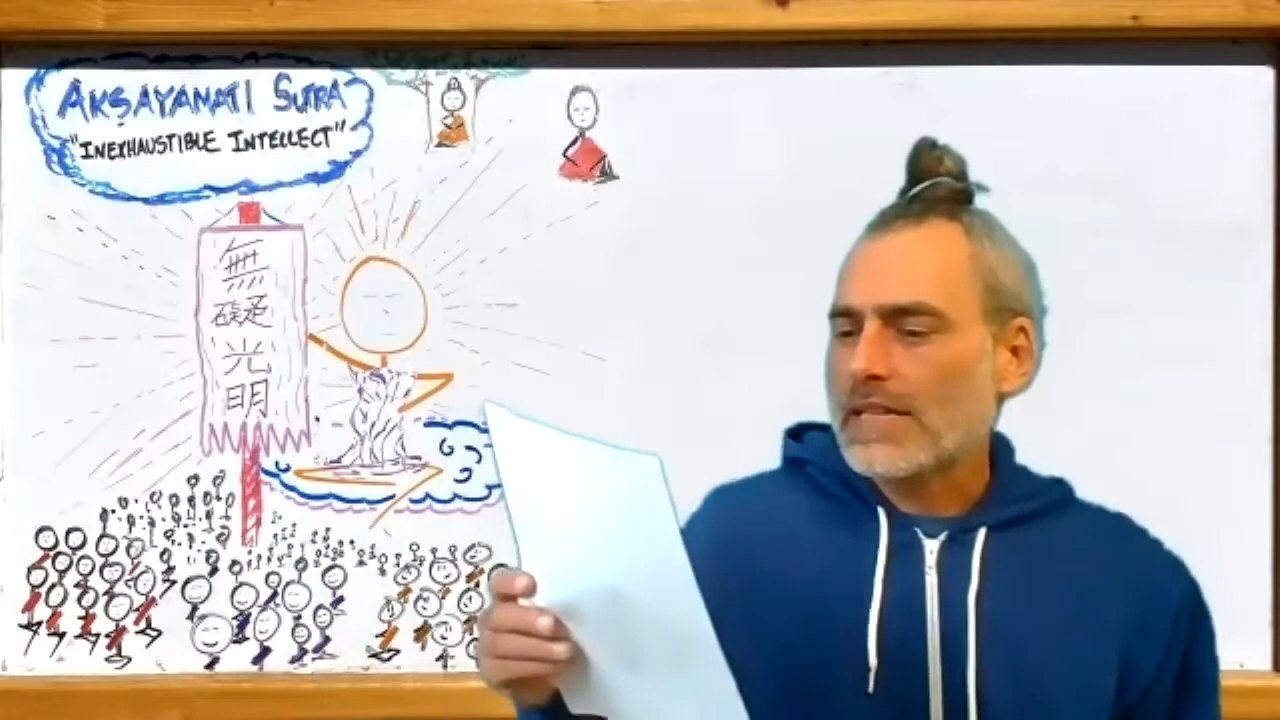 AKṢAYAMATI SUTRA
"INEXHAUSTIBLE INTELLECT"
無
礙
光
明